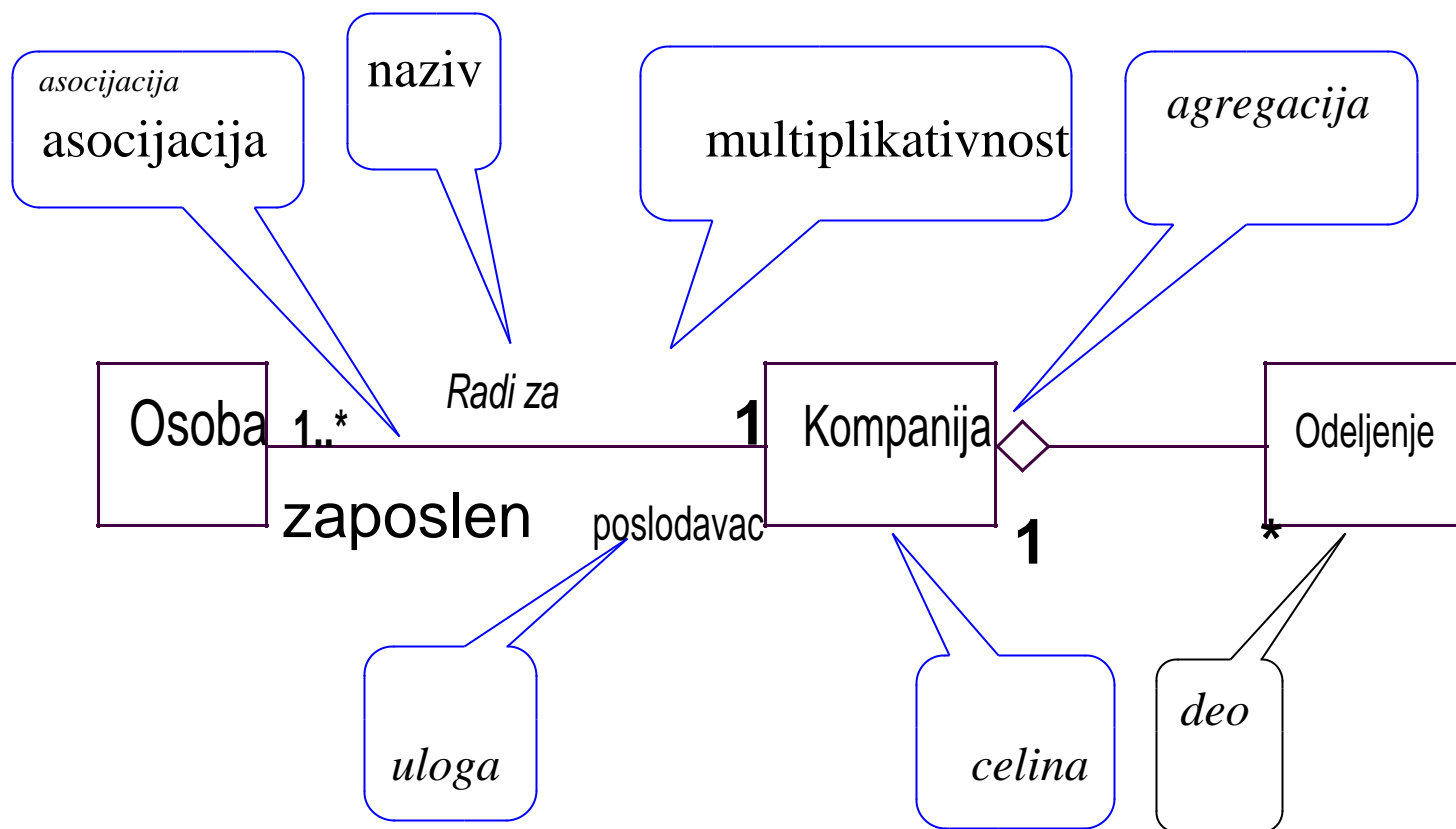 asocijacija
asocijacija
naziv
multiplikativnost
agregacija
Radi za
Osoba
1..*
1
Kompanija
Odeljenje
zaposlen
poslodavac
1
*
uloga
celina
deo